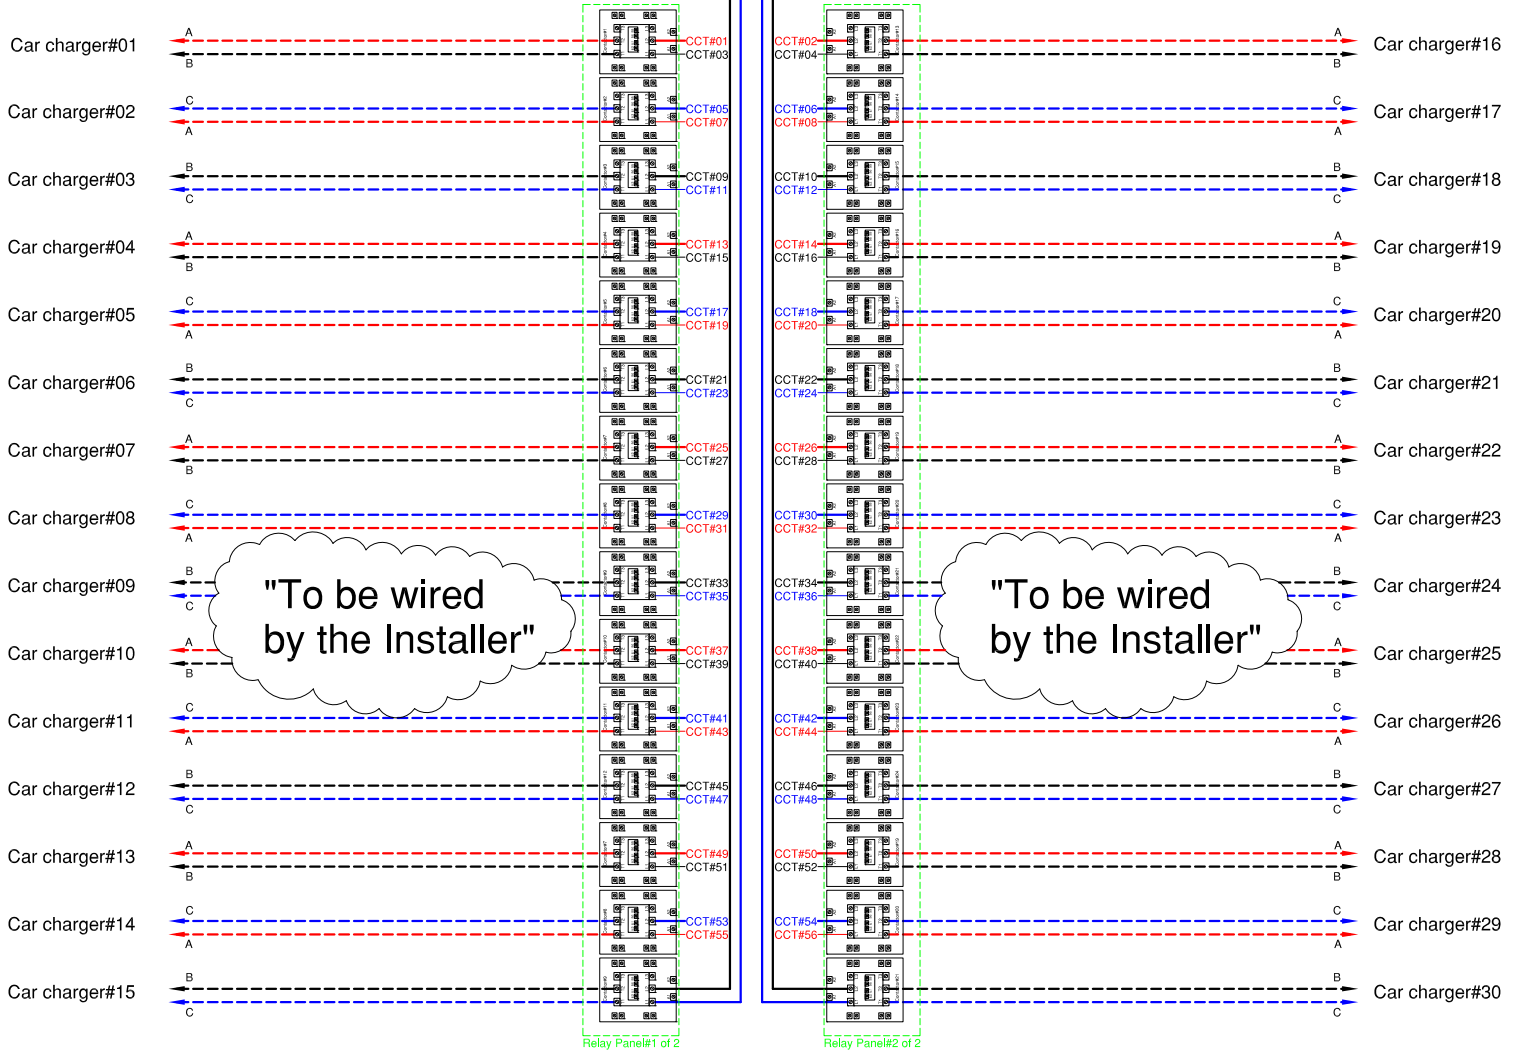 Car charger#01 A B CCT#01 CCT#03 CCT#02 CCT#04 A B Car charger#16
Car charger#02 C A CCT#05 CCT#07 CCT#06 CCT#08 C A Car charger#17
Car charger#03 B C CCT#09 CCT#11 CCT#10 CCT#12 B C Car charger#18
Car charger#04 A B CCT#13 CCT#15 CCT#14 CCT#16 A B Car charger#19
Car charger#05 C A CCT#17 CCT#19 CCT#18 CCT#20 C A Car charger#20
Car charger#06 B C CCT#21 CCT#23 CCT#22 CCT#24 B C Car charger#21
Car charger#07 A B CCT#25 CCT#27 CCT#26 CCT#28 A B Car charger#22
Car charger#08 C A CCT#29 CCT#31 CCT#30 CCT#32 C A Car charger#23
Car charger#09 B C CCT#33 CCT#35 CCT#34 CCT#36 B C Car charger#24
"To be wired
by the Installer"
"To be wired
by the Installer"
Car charger#10 A B CCT#37 CCT#39 CCT#38 CCT#40 A B Car charger#25
Car charger#11 C A CCT#41 CCT#43 CCT#42 CCT#44 C A Car charger#26
Car charger#12 B C CCT#45 CCT#47 CCT#46 CCT#48 B C Car charger#27
Car charger#13 A B CCT#49 CCT#51 CCT#50 CCT#52 A B Car charger#28
Car charger#14 C A CCT#53 CCT#55 CCT#54 CCT#56 C A Car charger#29
Car charger#15 B C B C Car charger#30
Relay Panel#1 of 2
Relay Panel#2 of 2